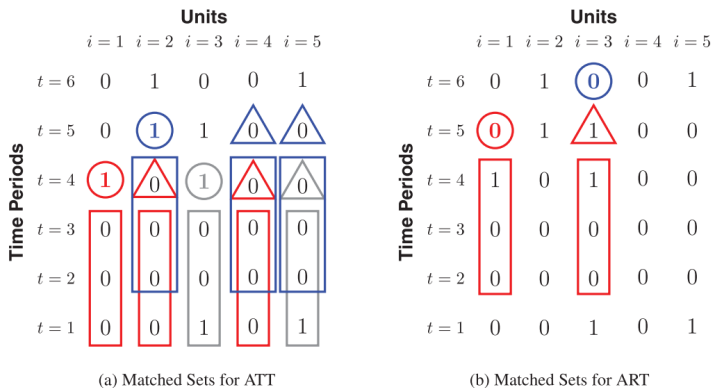 Units
i = 1 i = 2 i = 3 i = 4 i = 5
t = 6 0 1 0 0 1
t = 5 0 1 1 0 0
t = 4 1 0 1 0 0
t = 3 0 0 0 0 0
t = 2 0 0 0 0 0
t = 1 0 0 1 0 1
Time Periods
(a) Matched Sets for ATT
Units
i = 1 i = 2 i = 3 i = 4 i = 5
t = 6 0 1 0 0 1
t = 5 0 1 1 0 0
t = 4 1 0 1 0 0
t = 3 0 0 0 0 0
t = 2 0 0 0 0 0
t = 1 0 0 1 0 1
Time Periods
(b) Matched Sets for ART